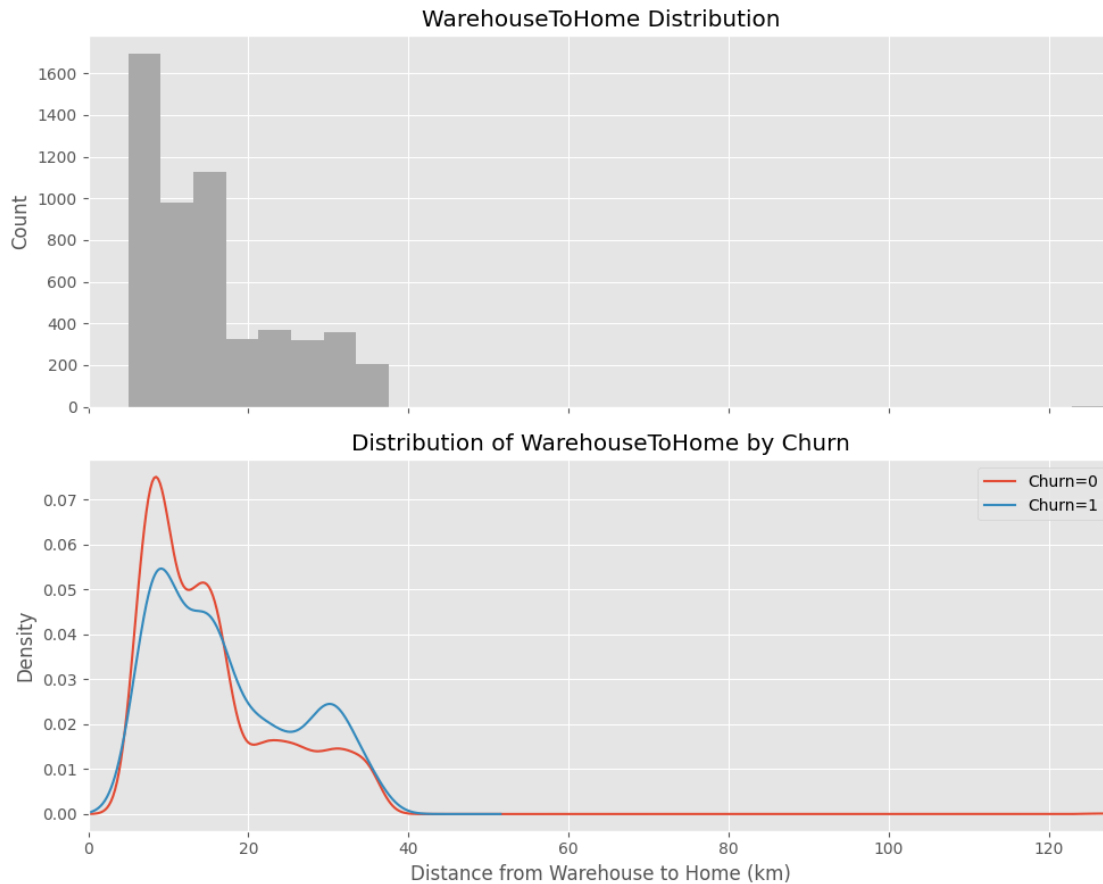 WarehouseToHome Distribution
1600
1400
1200
1000
800
600
400
200
0
Count
Distribution of WarehouseToHome by Churn
Churn=0
Churn=1
0.07
0.06
0.05
0.04
0.03
0.02
0.01
0.00
Density
0 20 40 60 80 100 120
Distance from Warehouse to Home (km)